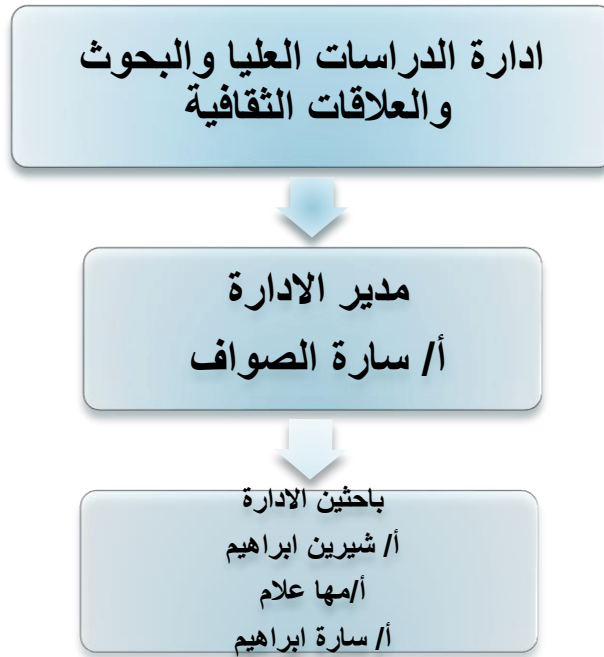 ادارة الدراسات العليا والبحوث
والعلاقات الثقافية
مدير الادارة
أ/ سارة الصواف
باحثين الادارة
أ/ شيرين ابراهيم
أ/مها علام
أ/ سارة ابراهيم